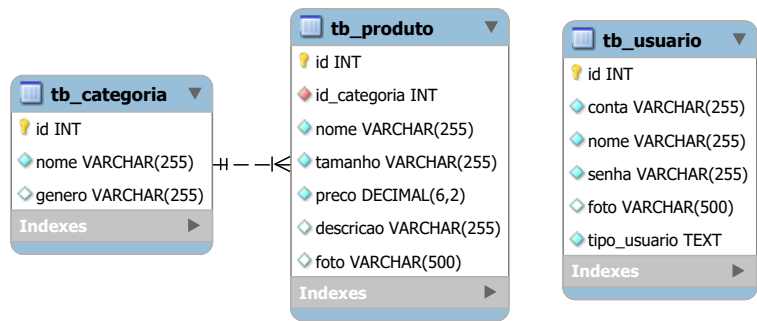 tb_categoria
id INT
nome VARCHAR(255)
genero VARCHAR(255)
Indexes
tb_produto
id INT
id_categoria INT
nome VARCHAR(255)
tamanho VARCHAR(255)
preco DECIMAL(6,2)
descricao VARCHAR(255)
foto VARCHAR(500)
Indexes
tb_usuario
id INT
conta VARCHAR(255)
nome VARCHAR(255)
senha VARCHAR(255)
foto VARCHAR(500)
tipo_usuario TEXT
Indexes